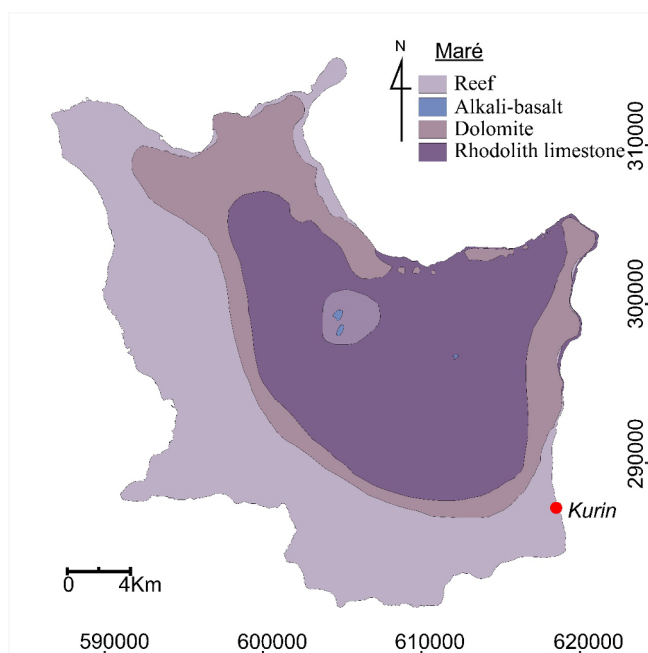 N
Maré
Reef
Alkali-basalt
Dolomite
Rhodolith limestone
310000
300000
290000
Kurin
0 4Km
590000 600000 610000 620000